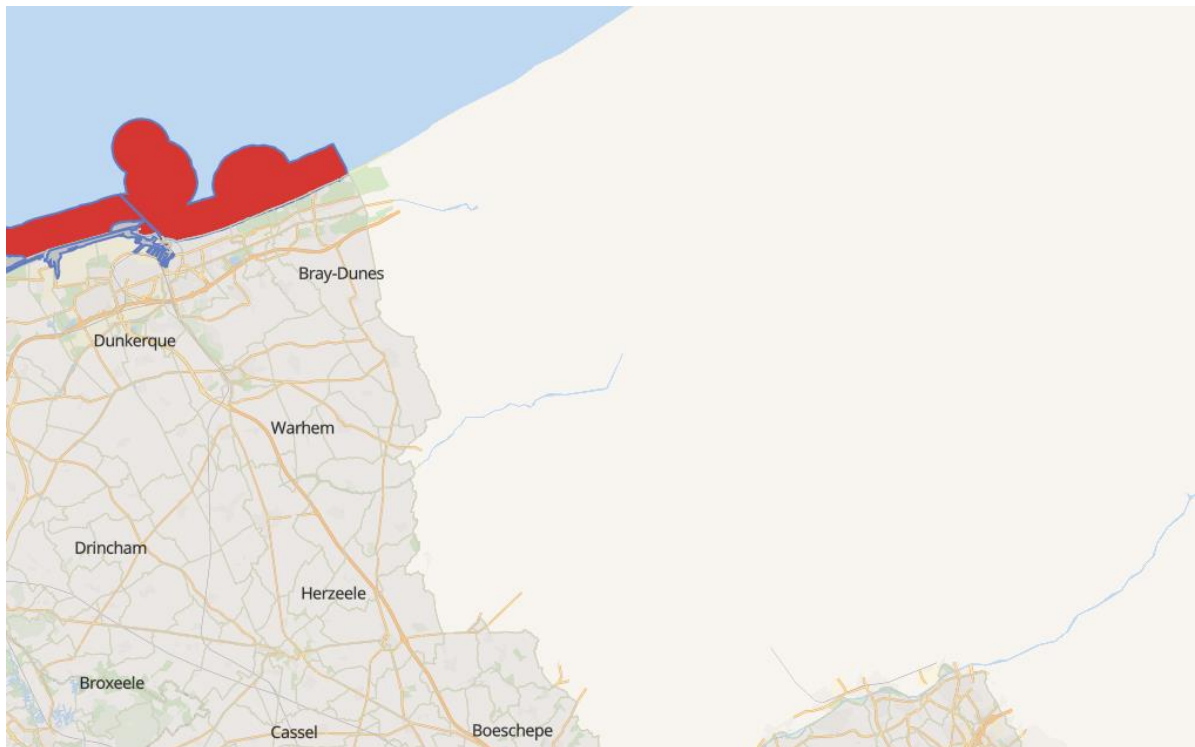 Bray-Dunes
Dunkerque
Warhem
Drincham
Herzeele
Broxeele
Cassel
Boeschepe